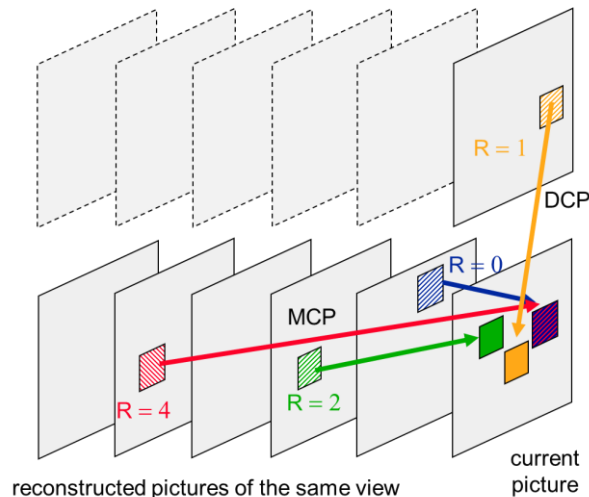 R = 1
DCP
R = 0
MCP
R = 4
R = 2
reconstructed pictures of the same view
current
picture